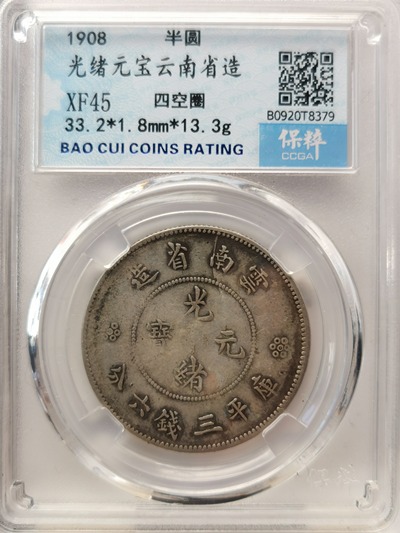 1908 半圆
光绪元宝云南省造
XF45 四空圈
33.2*1.8mm*13.3g
B0920T8379
BAO CUI COINS RATING
保粹
CCGA
雲南省造
光緒元寶
庫平三錢六分